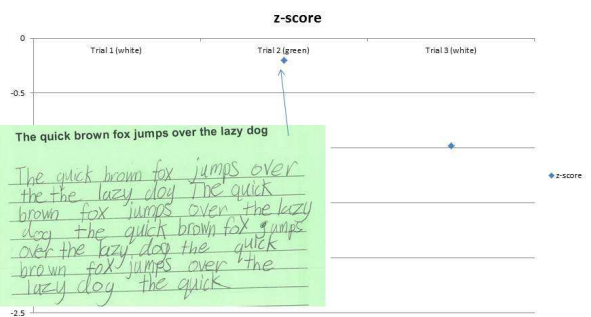 z-score
0
Trial 1 (white) Trial 2 (green) Trial 3 (white)
-0.5
The quick brown fox jumps over the lazy dog
The quick brown fox jumps over
the the lazy dog The quick
brown fox jumps over the lazy
dog the quick brown fox jumps
over the lazy dog the quick
brown fox jumps over the
lazy dog the quick
z-score
-2.5